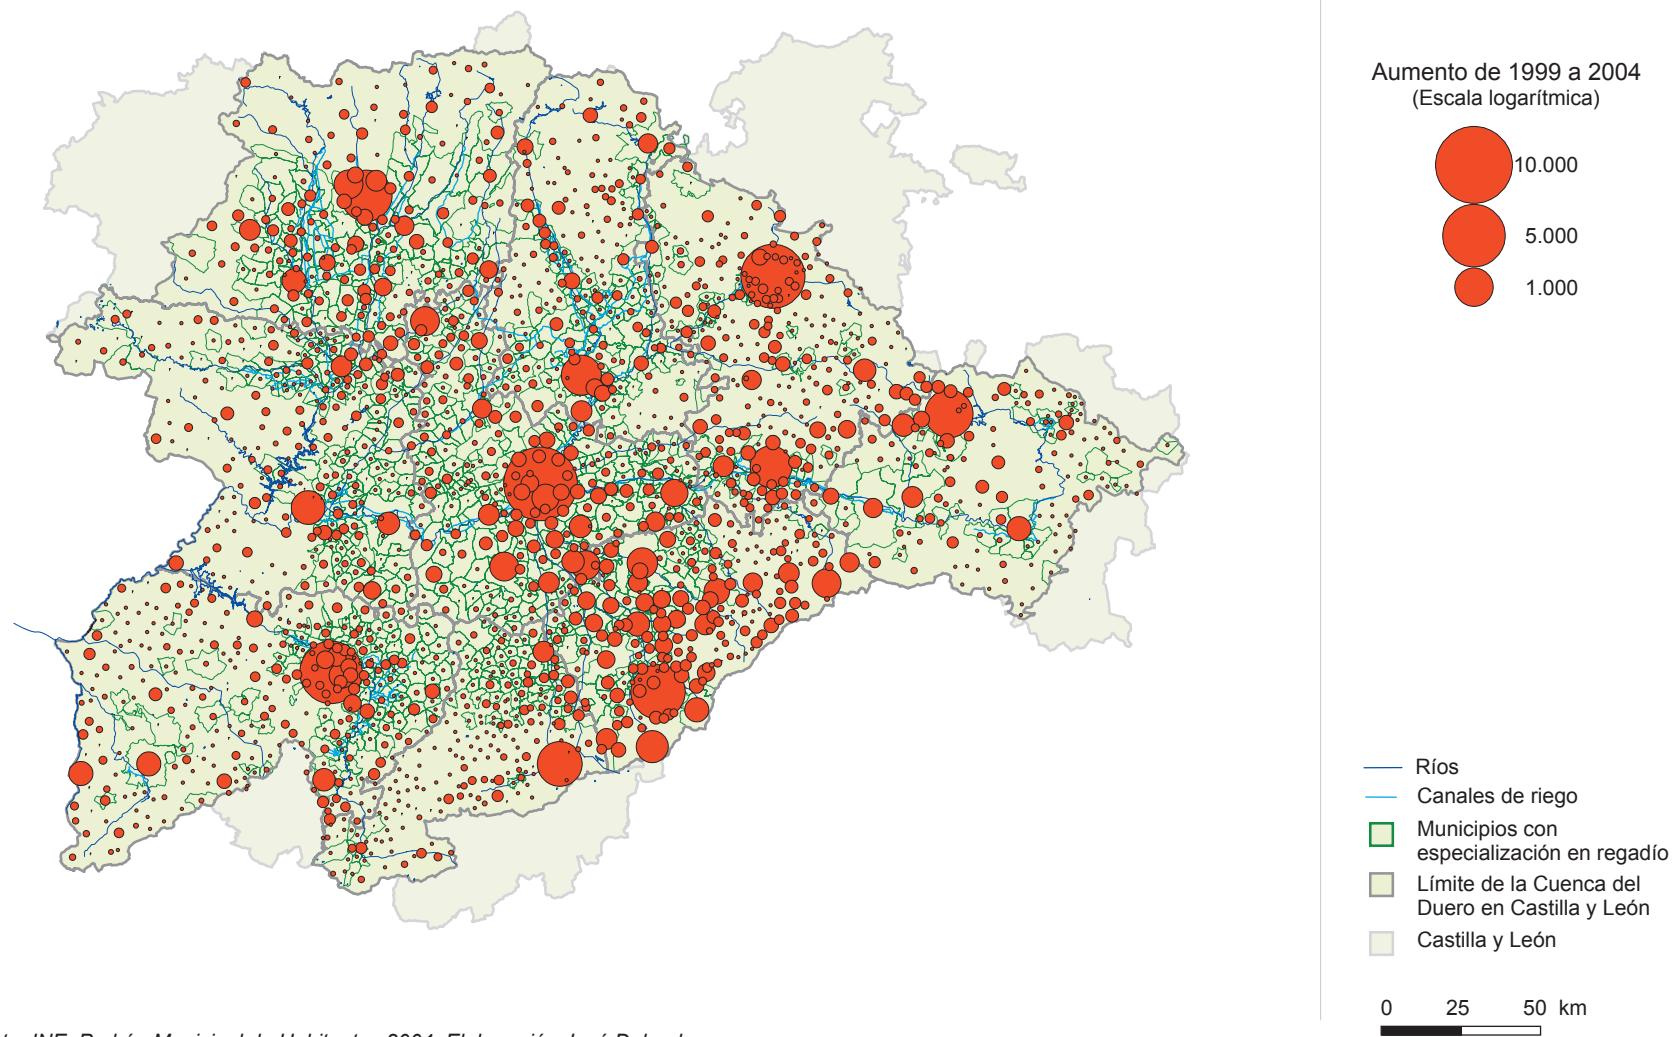 Aumento de 1999 a 2004
(Escala logarítmica)
10.000
5.000
1.000
Ríos
Canales de riego
Municipios con
especialización en regadío
Límite de la Cuenca del
Duero en Castilla y León
Castilla y León
0 25 50 km